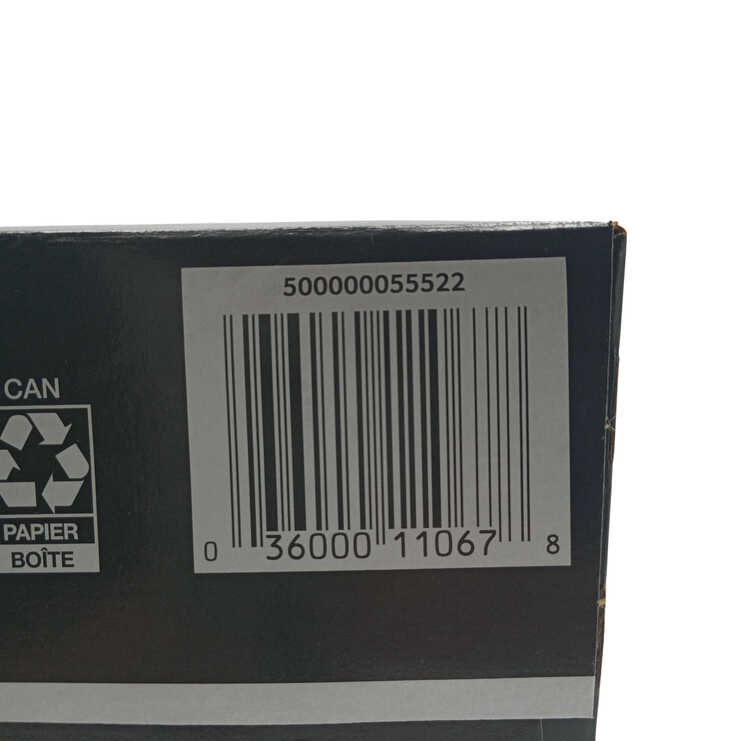 500000055522
CAN
PAPIER
BOÎTE
0 36000 11067 8